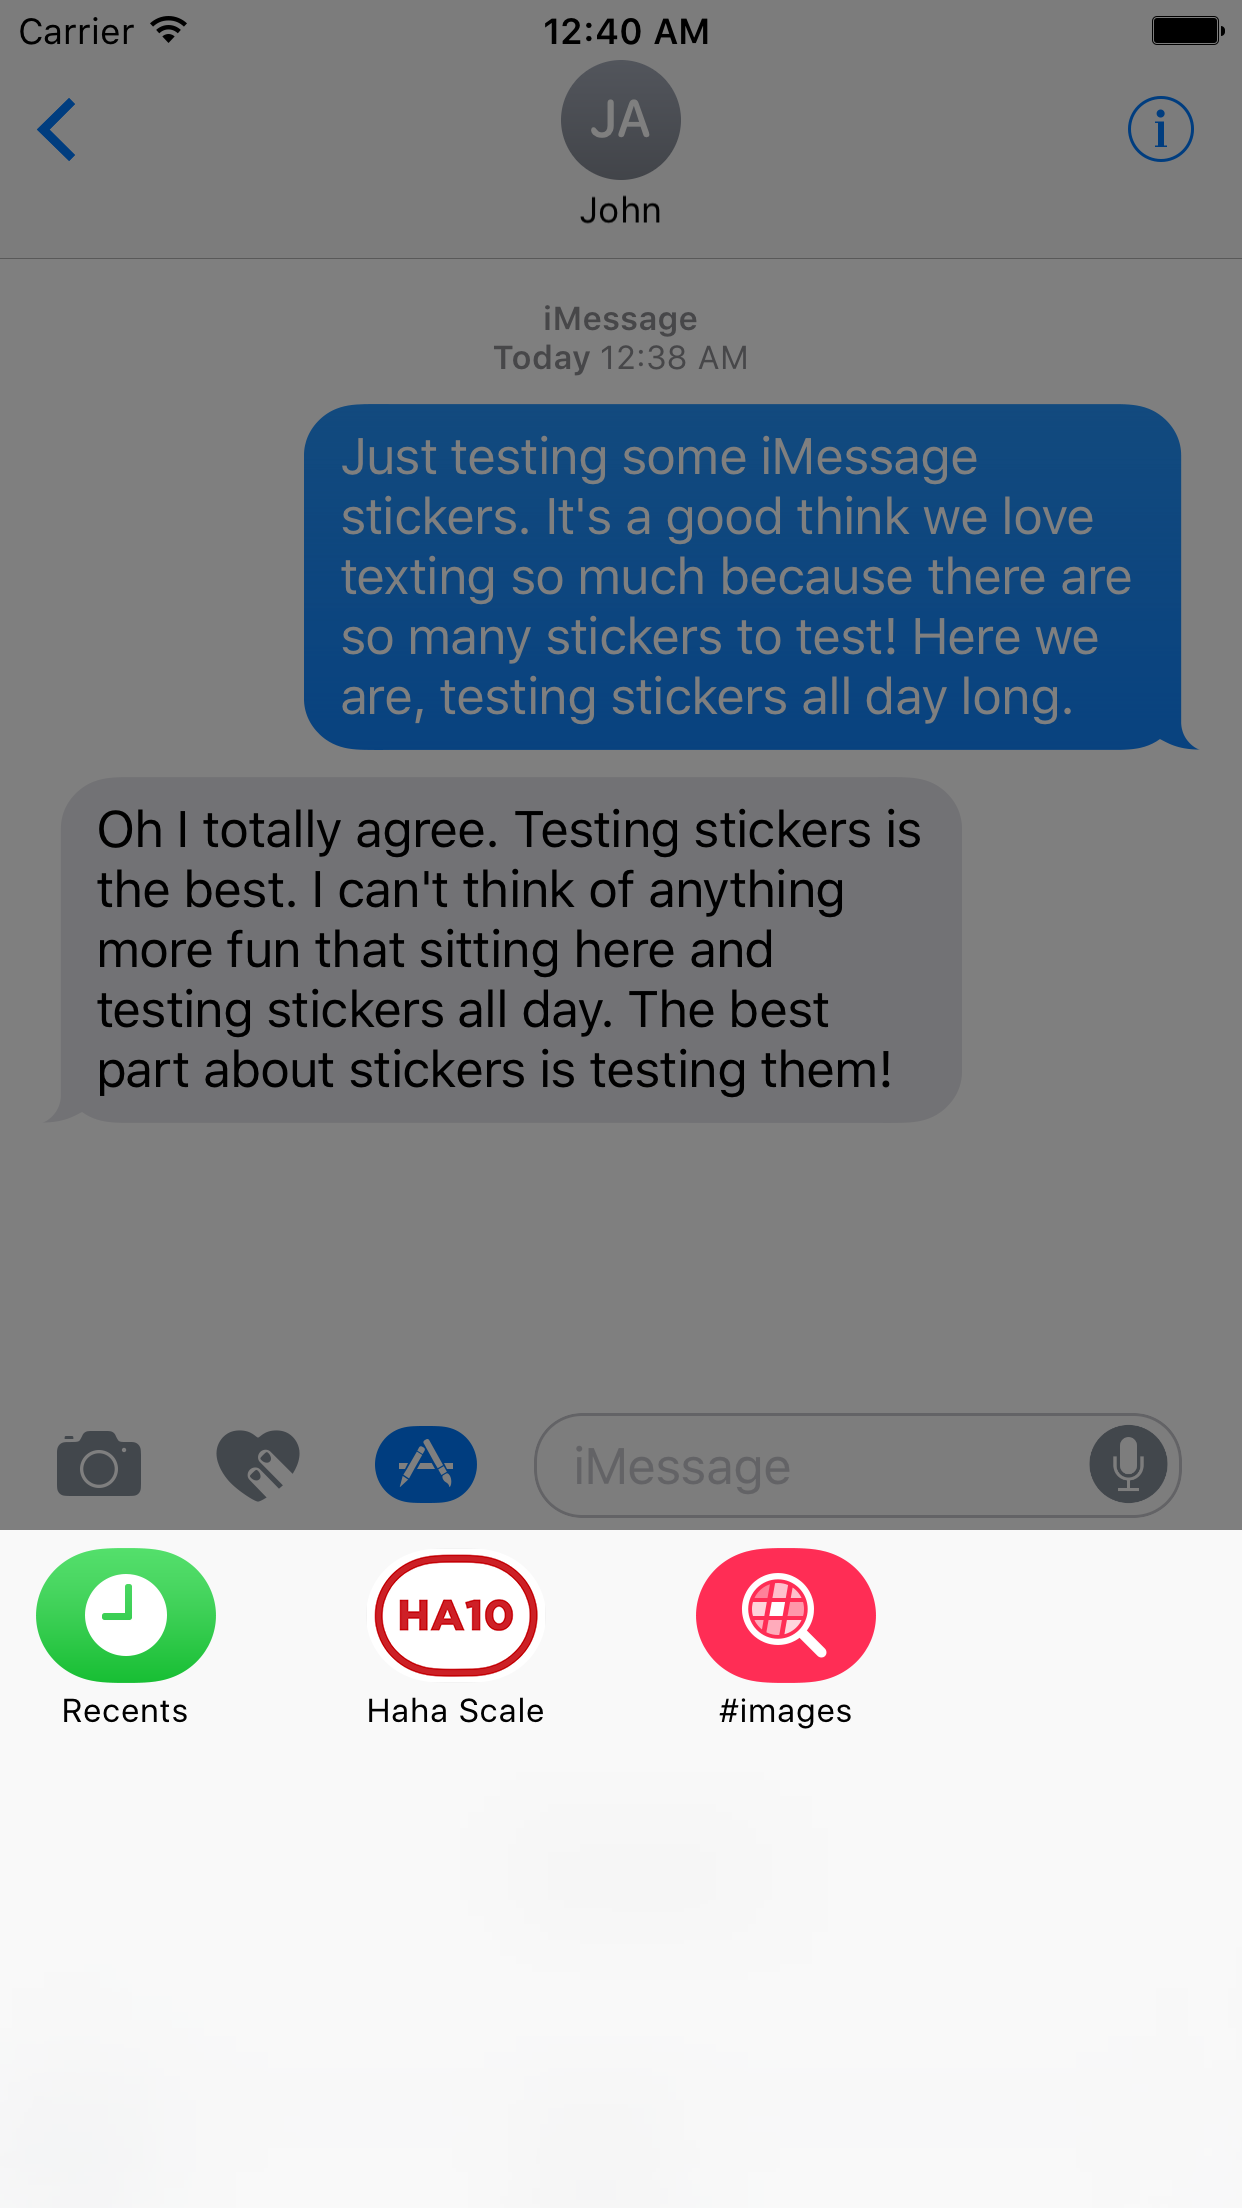 Carrier 12:40 AM
JA
John
iMessage
Today 12:38 AM
Just testing some iMessage
stickers. It's a good think we love
texting so much because there are
so many stickers to test! Here we
are, testing stickers all day long.
Oh I totally agree. Testing stickers is
the best. I can't think of anything
more fun that sitting here and
testing stickers all day. The best
part about stickers is testing them!
iMessage
HA10
Recents Haha Scale #images